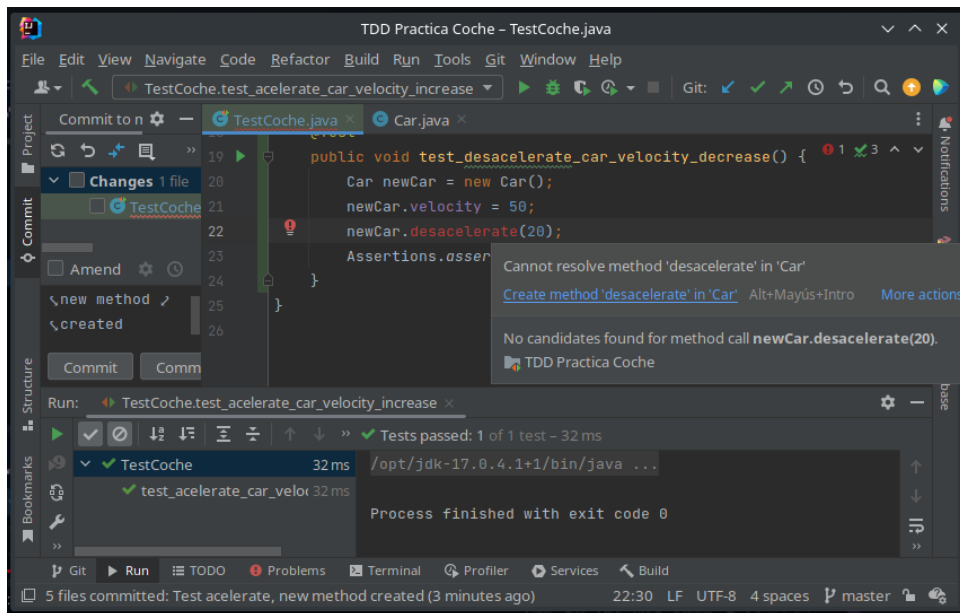 TDD Practica Coche – TestCoche.java
File Edit View Navigate Code Refactor Build Run Tools Git Window Help
TestCoche.test_acelerate_car_velocity_increase Git:
Project
Commit to n
TestCoche.java Car.java
Changes 1 file
TestCoche
Amend
new method
created
Commit Comm
19 public void test_desacelerate_car_velocity_decrease() { 1 3
20 Car newCar = new Car();
21 newCar.velocity = 50;
22 newCar.desacelerate(20);
23 Assertions.asser
24 }
25 }
26
Cannot resolve method 'desacelerate' in 'Car'
Create method 'desacelerate' in 'Car' Alt+Mayús+Intro More actions
No candidates found for method call newCar.desacelerate(20).
TDD Practica Coche
Commit
Structure
Bookmarks
Notifications
base
Run: TestCoche.test_acelerate_car_velocity_increase
Tests passed: 1 of 1 test – 32 ms
TestCoche 32 ms
test_acelerate_car_veloc 32 ms
/opt/jdk-17.0.4.1+1/bin/java ...
Process finished with exit code 0
Git Run TODO Problems Terminal Profiler Services Build
5 files committed: Test acelerate, new method created (3 minutes ago) 22:30 LF UTF-8 4 spaces master